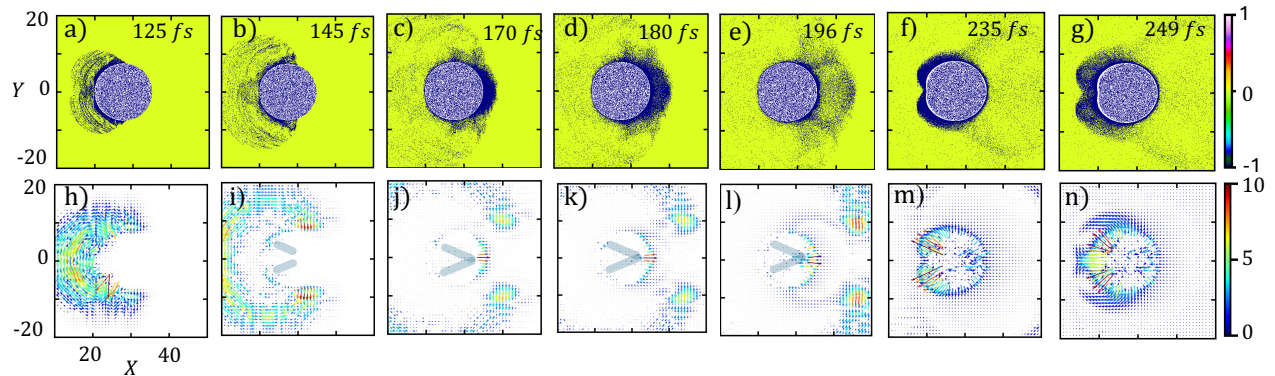 a) 125 fs
b) 145 fs
c) 170 fs
d) 180 fs
e) 196 fs
f) 235 fs
g) 249 fs
20
Y 0
-20
1
0
-1
h)
i)
j)
k)
l)
m)
n)
20
0
-20
20 40
X
10
5
0